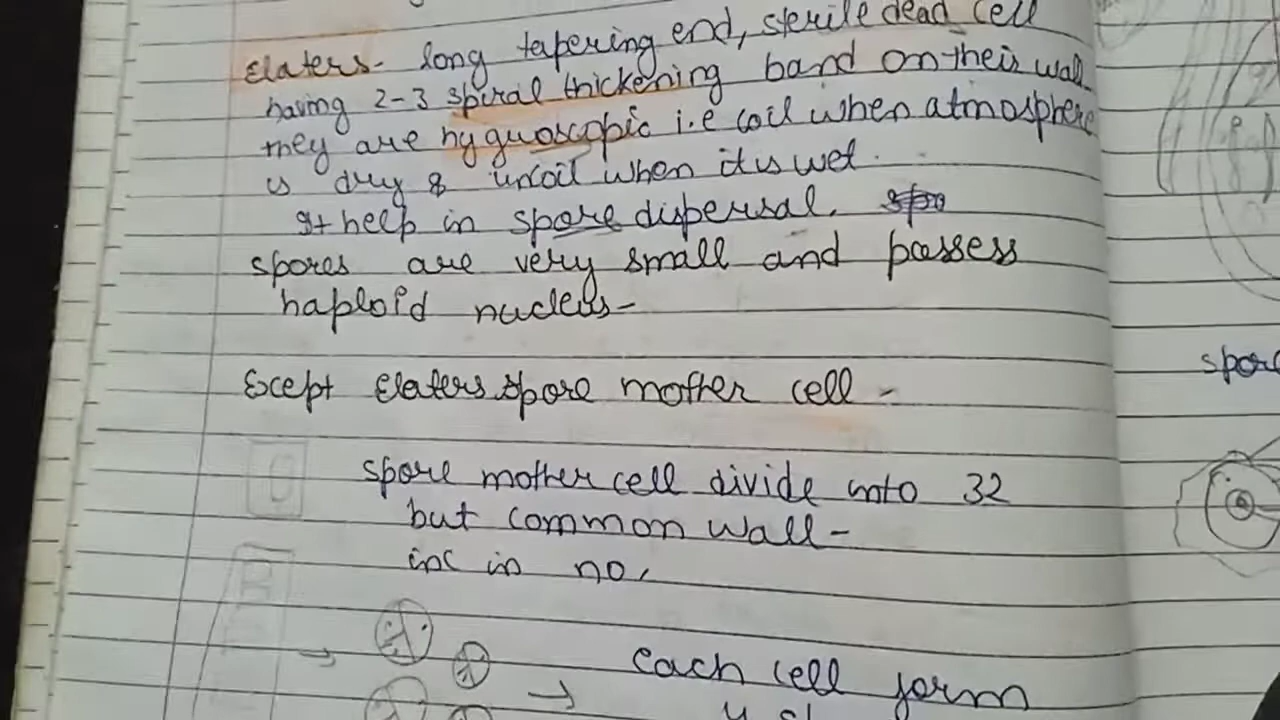 Elaters- long tapering end, sterile dead cell
having 2-3 spiral thickening band on their wall
they are hyguoscopic i.e coil when atmosphere
is dry & uncoil when it is wet.
It help in spore dispersal.
spores are very small and possess
haploid nucleus-
Except Elaters spore mother cell -
spore mother cell divide into 32
but common wall-
inc in no.
each cell form
spore